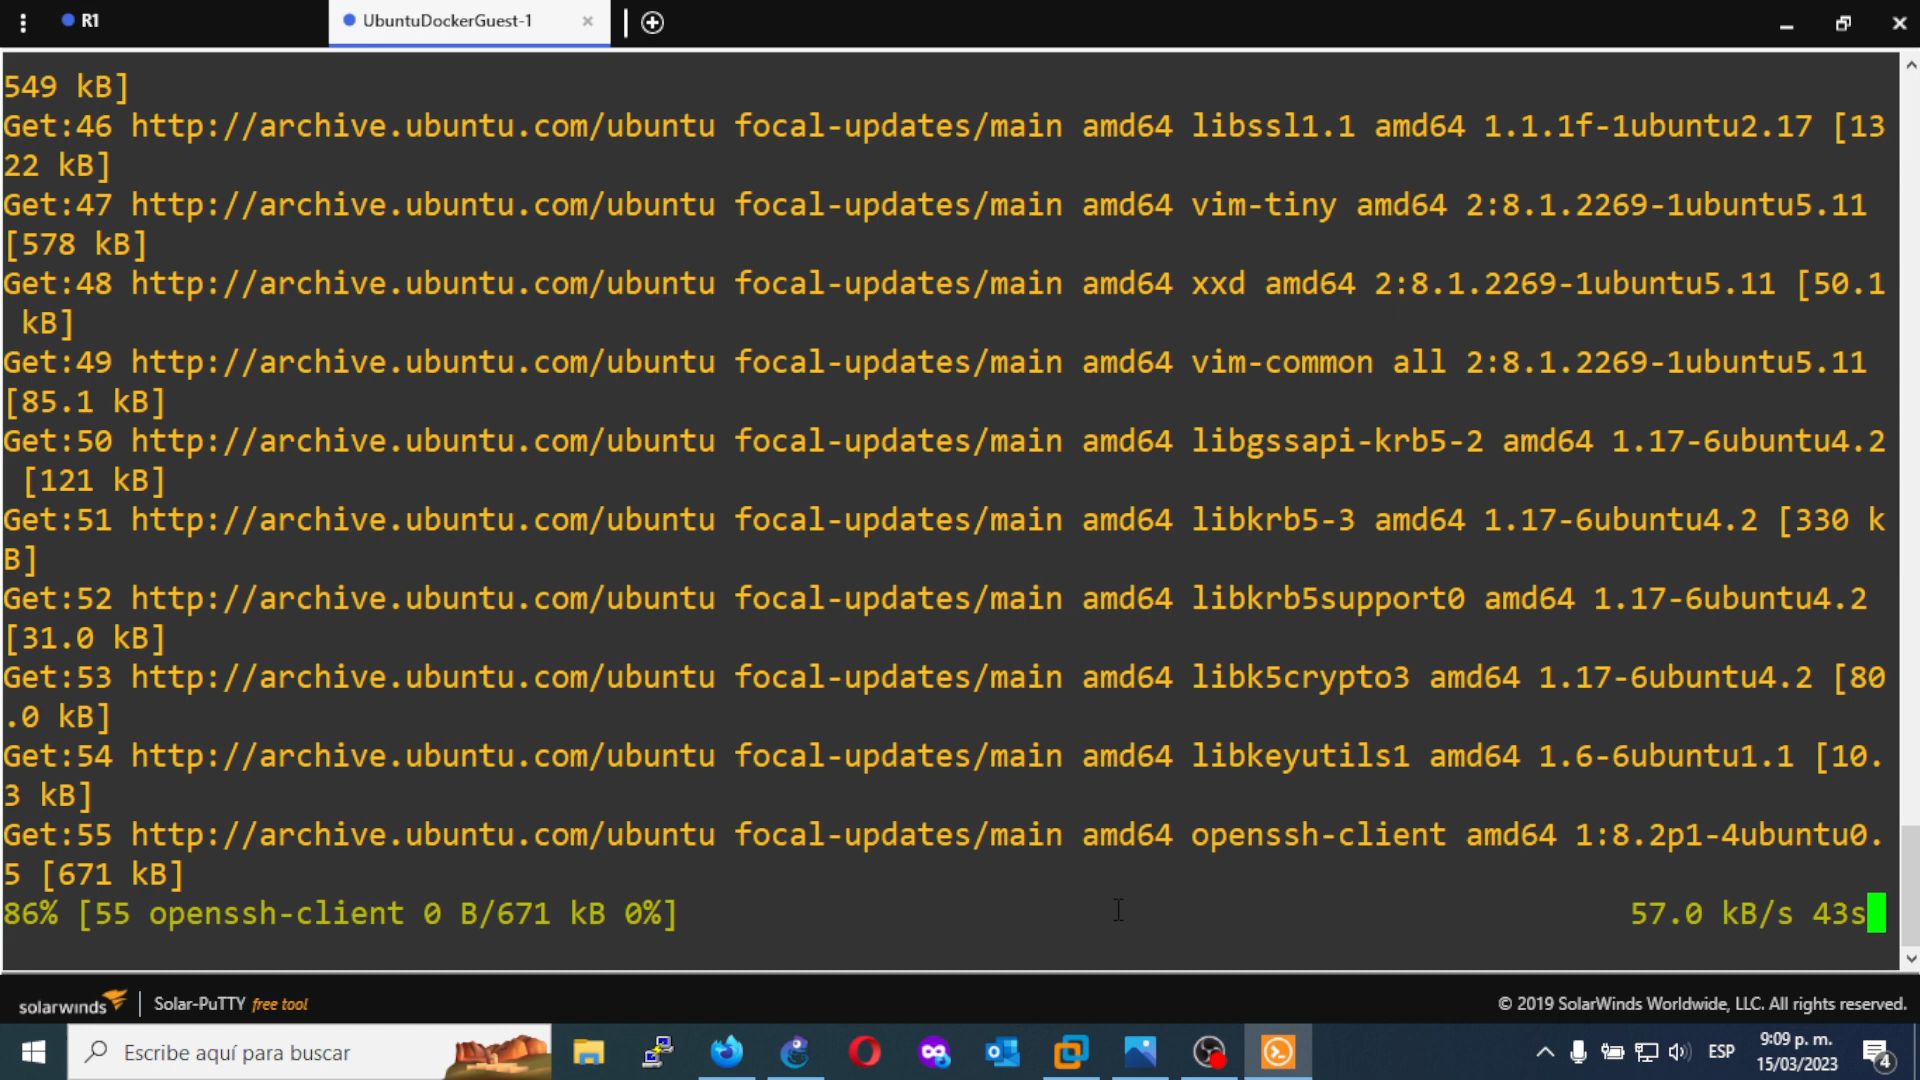 R1
UbuntuDockerGuest-1
549 kB]
Get:46 http://archive.ubuntu.com/ubuntu focal-updates/main amd64 libssl1.1 amd64 1.1.1f-1ubuntu2.17 [13
22 kB]
Get:47 http://archive.ubuntu.com/ubuntu focal-updates/main amd64 vim-tiny amd64 2:8.1.2269-1ubuntu5.11
[578 kB]
Get:48 http://archive.ubuntu.com/ubuntu focal-updates/main amd64 xxd amd64 2:8.1.2269-1ubuntu5.11 [50.1
kB]
Get:49 http://archive.ubuntu.com/ubuntu focal-updates/main amd64 vim-common all 2:8.1.2269-1ubuntu5.11
[85.1 kB]
Get:50 http://archive.ubuntu.com/ubuntu focal-updates/main amd64 libgssapi-krb5-2 amd64 1.17-6ubuntu4.2
[121 kB]
Get:51 http://archive.ubuntu.com/ubuntu focal-updates/main amd64 libkrb5-3 amd64 1.17-6ubuntu4.2 [330 k
B]
Get:52 http://archive.ubuntu.com/ubuntu focal-updates/main amd64 libkrb5support0 amd64 1.17-6ubuntu4.2
[31.0 kB]
Get:53 http://archive.ubuntu.com/ubuntu focal-updates/main amd64 libk5crypto3 amd64 1.17-6ubuntu4.2 [80
.0 kB]
Get:54 http://archive.ubuntu.com/ubuntu focal-updates/main amd64 libkeyutils1 amd64 1.6-6ubuntu1.1 [10.
3 kB]
Get:55 http://archive.ubuntu.com/ubuntu focal-updates/main amd64 openssh-client amd64 1:8.2p1-4ubuntu0.
5 [671 kB]
86% [55 openssh-client 0 B/671 kB 0%] 57.0 kB/s 43s
solarwinds Solar-PuTTY free tool © 2019 SolarWinds Worldwide, LLC. All rights reserved.
Escribe aquí para buscar
ESP
9:09 p. m.
15/03/2023
4